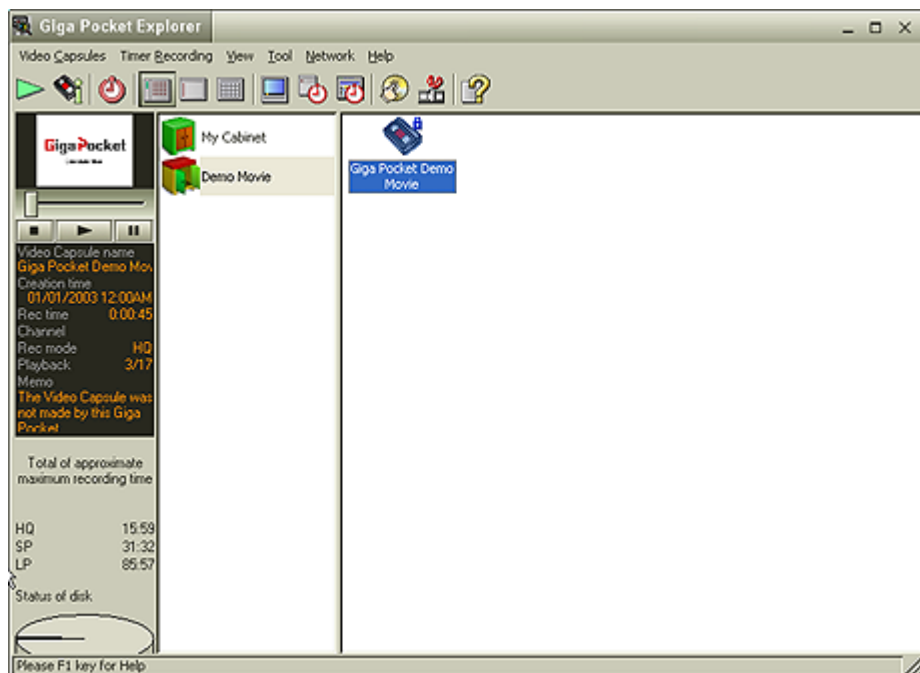 Giga Pocket Explorer
Video Capsules Timer Recording View Tool Network Help
GigaPocket
My Cabinet
Demo Movie
Giga Pocket Demo
Movie
Video Capsule name
Giga Pocket Demo Mov
Creation time
01/01/2003 12:00AM
Rec time 0:00:45
Channel
Rec mode HQ
Playback 3/17
Memo
The Video Capsule was
not made by this Giga
Pocket
Total of approximate
maximum recording time
HQ 15:59
SP 31:32
LP 85:57
Status of disk
Please F1 key for Help